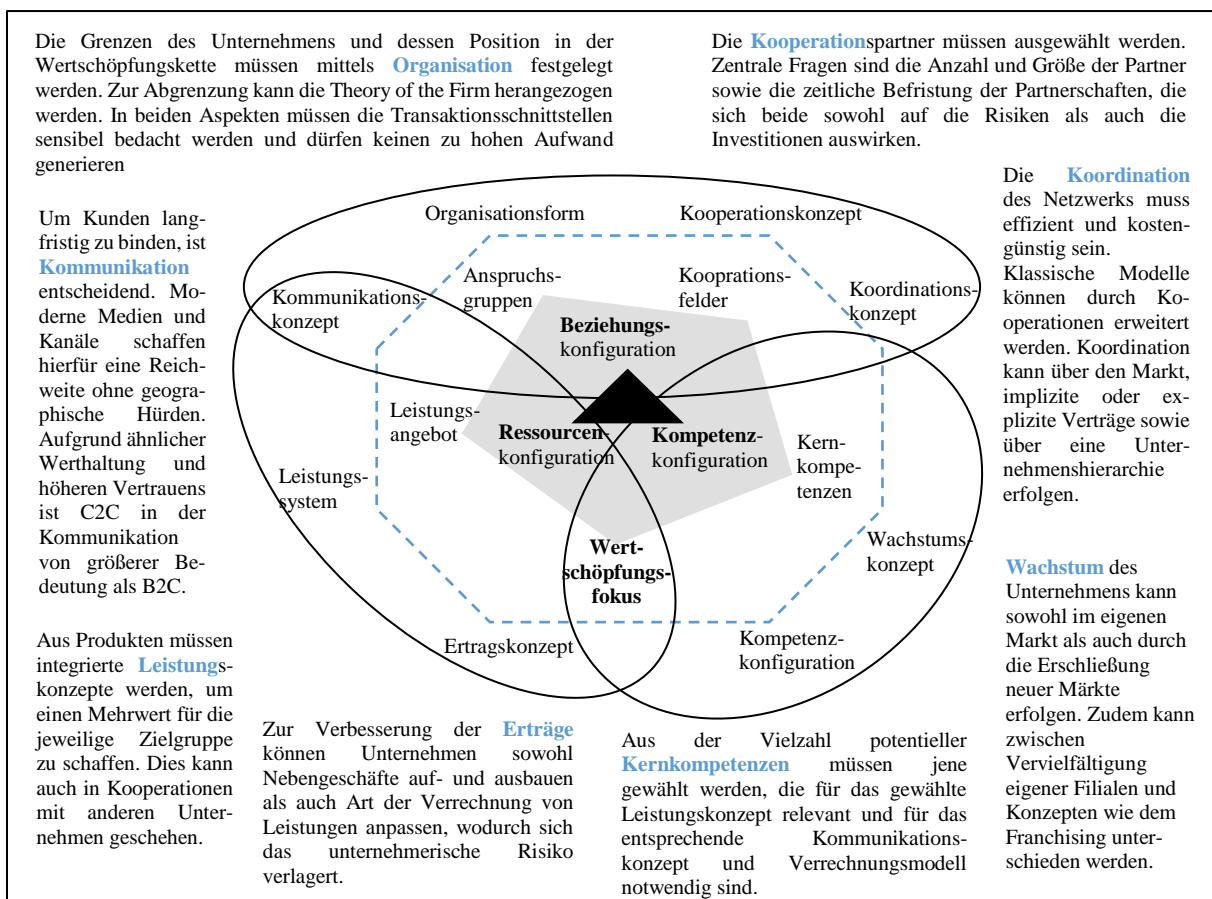 Die Grenzen des Unternehmens und dessen Position in der
Wertschöpfungskette müssen mittels Organisation festgelegt
werden. Zur Abgrenzung kann die Theory of the Firm herangezogen
werden. In beiden Aspekten müssen die Transaktionsschnittstellen
sensibel bedacht werden und dürfen keinen zu hohen Aufwand
generieren
Die Kooperationspartner müssen ausgewählt werden.
Zentrale Fragen sind die Anzahl und Größe der Partner
sowie die zeitliche Befristung der Partnerschaften, die
sich beide sowohl auf die Risiken als auch die
Investitionen auswirken.
Um Kunden lang-
fristig zu binden, ist
Kommunikation
entscheidend. Mo-
derne Medien und
Kanäle schaffen
hierfür eine Reich-
weite ohne geogra-
phische Hürden.
Aufgrund ähnlicher
Werthaltung und
höheren Vertrauens
ist C2C in der
Kommunikation
von größerer Be-
deutung als B2C.
Organisationsform
Kooperationskonzept
Kommunikations-
konzept
Anspruchs-
gruppen
Kooprations-
felder
Koordinations-
konzept
Beziehungs-
konfiguration
Leistungs-
angebot
Ressourcen-
konfiguration
Kompetenz-
konfiguration
Kern-
kompe-
tenzen
Leistungs-
system
Wachstums-
konzept
Wert-
schöpfungs-
fokus
Ertragskonzept
Kompetenz-
konfiguration
Die Koordination
des Netzwerks muss
effizient und kosten-
günstig sein.
Klassische Modelle
können durch Ko-
operationen erweitert
werden. Koordination
kann über den Markt,
implizite oder ex-
plizite Verträge sowie
über eine Unter-
nehmenshierarchie
erfolgen.
Wachstum des
Unternehmens kann
sowohl im eigenen
Markt als auch durch
die Erschließung
neuer Märkte
erfolgen. Zudem kann
zwischen
Vervielfältigung
eigener Filialen und
Konzepten wie dem
Franchising unter-
schieden werden.
Aus Produkten müssen
integrierte Leistungs-
konzepte werden, um
einen Mehrwert für die
jeweilige Zielgruppe
zu schaffen. Dies kann
auch in Kooperationen
mit anderen Unter-
nehmen geschehen.
Zur Verbesserung der Erträge
können Unternehmen sowohl
Nebengeschäfte auf- und ausbauen
als auch Art der Verrechnung von
Leistungen anpassen, wodurch sich
das unternehmerische Risiko
verlagert.
Aus der Vielzahl potentieller
Kernkompetenzen müssen jene
gewählt werden, die für das gewählte
Leistungskonzept relevant und für das
entsprechende Kommunikations-
konzept und Verrechnungsmodell
notwendig sind.